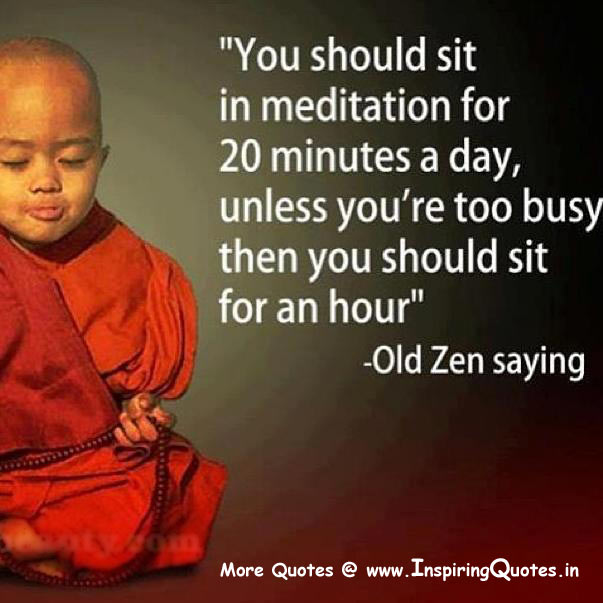 "You should sit
in meditation for
20 minutes a day,
unless you’re too busy
then you should sit
for an hour"
-Old Zen saying
More Quotes @ www.InspiringQuotes.in